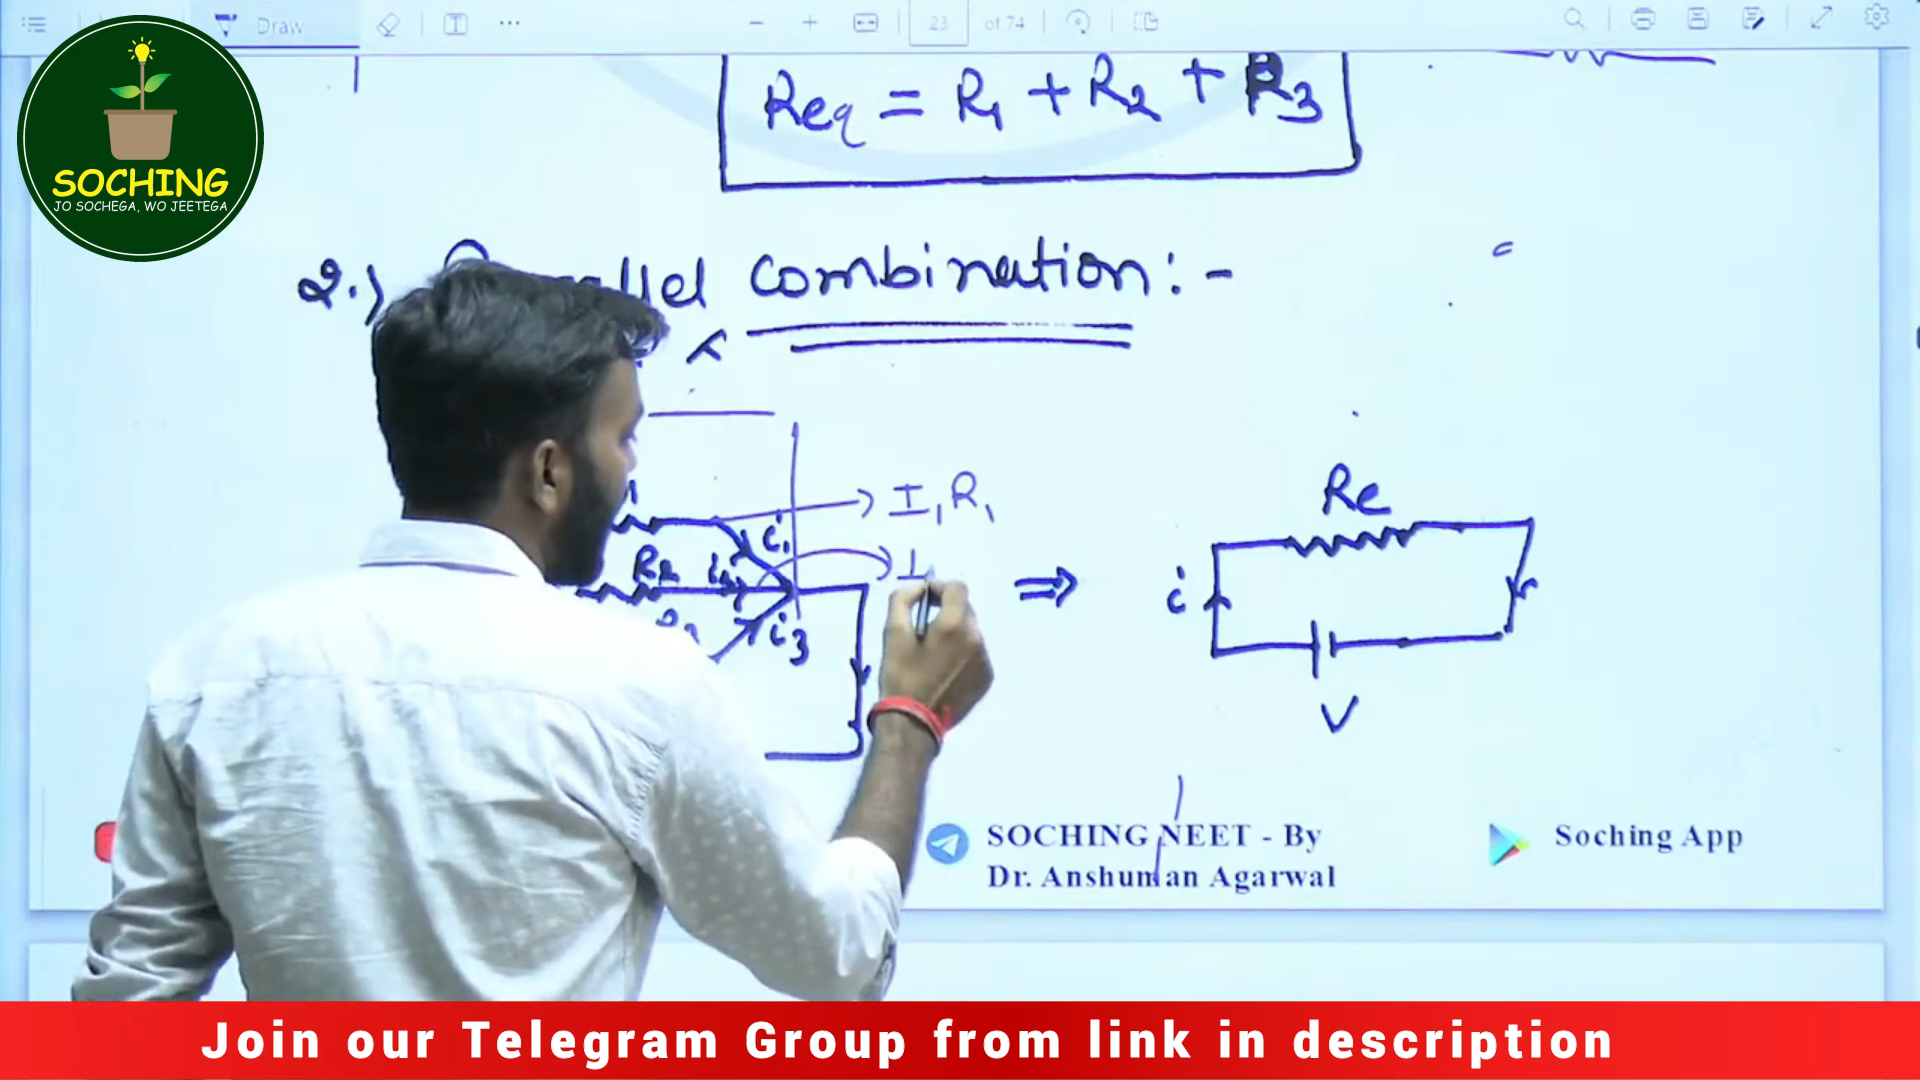 Draw
23 of 74
SOCHING
JO SOCHEGA, WO JEETEGA
Req = R1 + R2 + R3
2.) combination:-
I1R1
i1
R2
i3
⇒
Re
i
V
SOCHING NEET - By
Dr. Anshuman Agarwal
Soching App
Join our Telegram Group from link in description